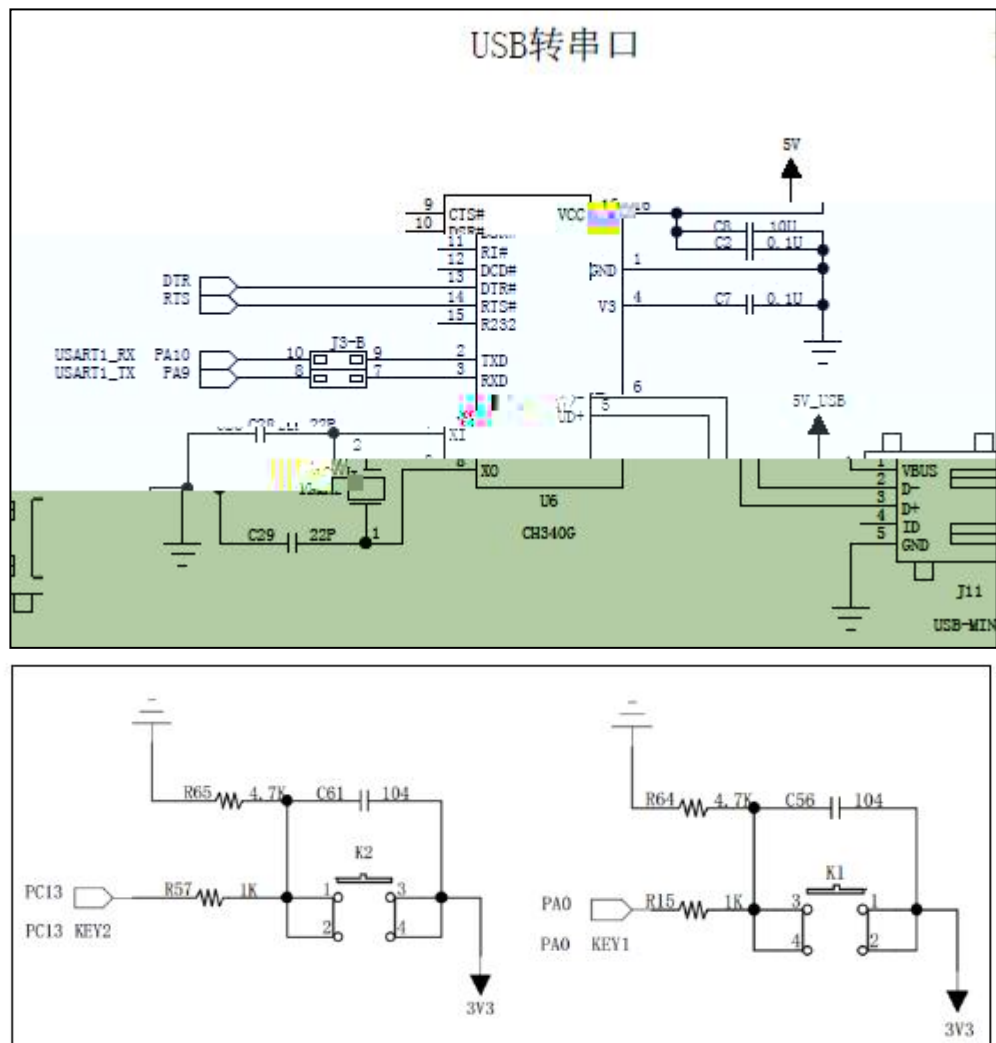 USB转串口
5V
9 CTS# VCC
10 DSR#
C8 10U
11 RI#
C2 0.1U
12 DCD# GND 1
DTR 13 DTR#
RTS 14 RTS# V3 4 C7 0.1U
15 R232
J3-B
USART1_RX PA10 10 9 2 TXD
USART1_TX PA9 8 7 3 RXD
6
5V_USB
UD+ 5
22P
XI
2
8 XO
1 VBUS
2 D-
U6
3 D+
4 ID
C29 22P 1
CH340G
5 GND
J11
USB-MIN
R65 4.7K C61 104
R64 4.7K C56 104
K2
K1
PC13 R57 1K 1 3
PA0 R15 1K 3 1
PC13 KEY2 2 4
PA0 KEY1 4 2
3V3
3V3